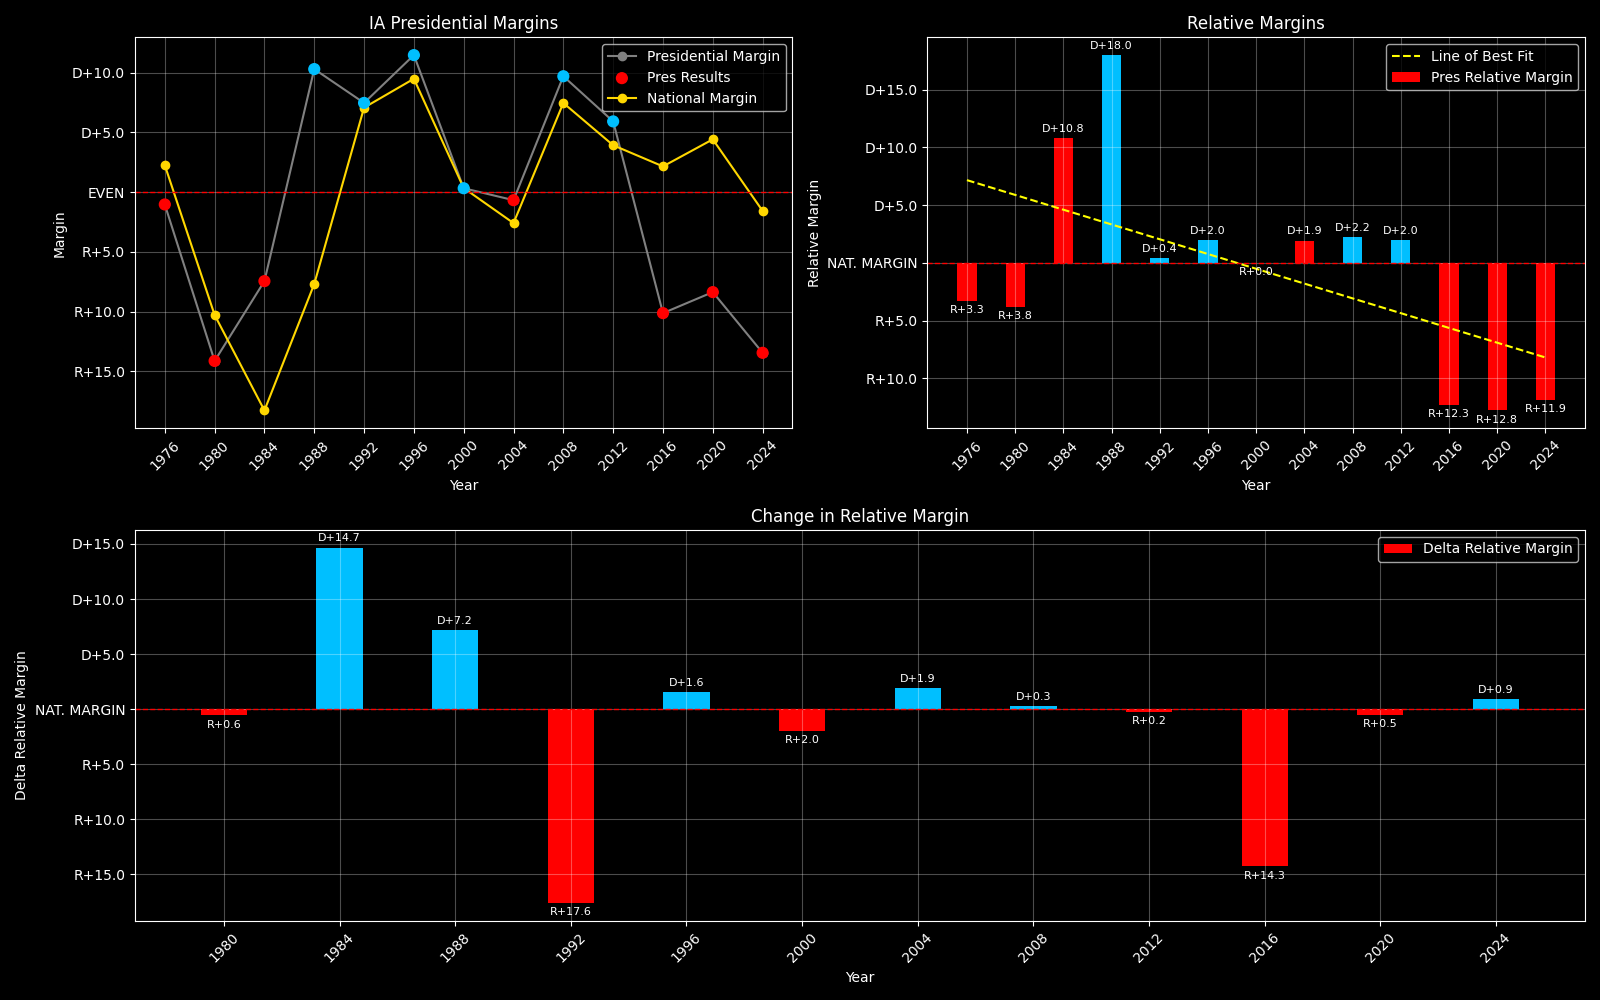 IA Presidential Margins
Presidential Margin
Pres Results
National Margin
D+10.0
D+5.0
EVEN
R+5.0
R+10.0
R+15.0
Margin
1976
1980
1984
1988
1992
1996
2000
2004
2008
2012
2016
2020
2024
Year
Relative Margins
Line of Best Fit
Pres Relative Margin
D+15.0
D+10.0
D+5.0
NAT. MARGIN
R+5.0
R+10.0
Relative Margin
R+3.3
R+3.8
D+10.8
D+18.0
D+0.4
D+2.0
R+0.0
D+1.9
D+2.2
D+2.0
R+12.3
R+12.8
R+11.9
1976
1980
1984
1988
1992
1996
2000
2004
2008
2012
2016
2020
2024
Year
Change in Relative Margin
Delta Relative Margin
D+15.0
D+10.0
D+5.0
NAT. MARGIN
R+5.0
R+10.0
R+15.0
Delta Relative Margin
R+0.6
D+14.7
D+7.2
R+17.6
D+1.6
R+2.0
D+1.9
D+0.3
R+0.2
R+14.3
R+0.5
D+0.9
1980
1984
1988
1992
1996
2000
2004
2008
2012
2016
2020
2024
Year